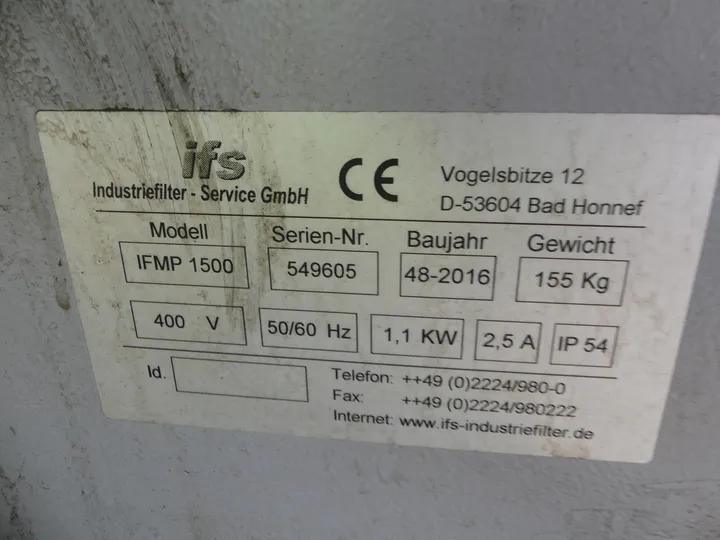 ifs
Industriefilter - Service GmbH
CE
Vogelsbitze 12
D-53604 Bad Honnef
Modell Serien-Nr. Baujahr Gewicht
IFMP 1500 549605 48-2016 155 Kg
400 V 50/60 Hz 1,1 KW 2,5 A IP 54
Id.
Telefon: ++49 (0)2224/980-0
Fax: ++49 (0)2224/980222
Internet: www.ifs-industriefilter.de